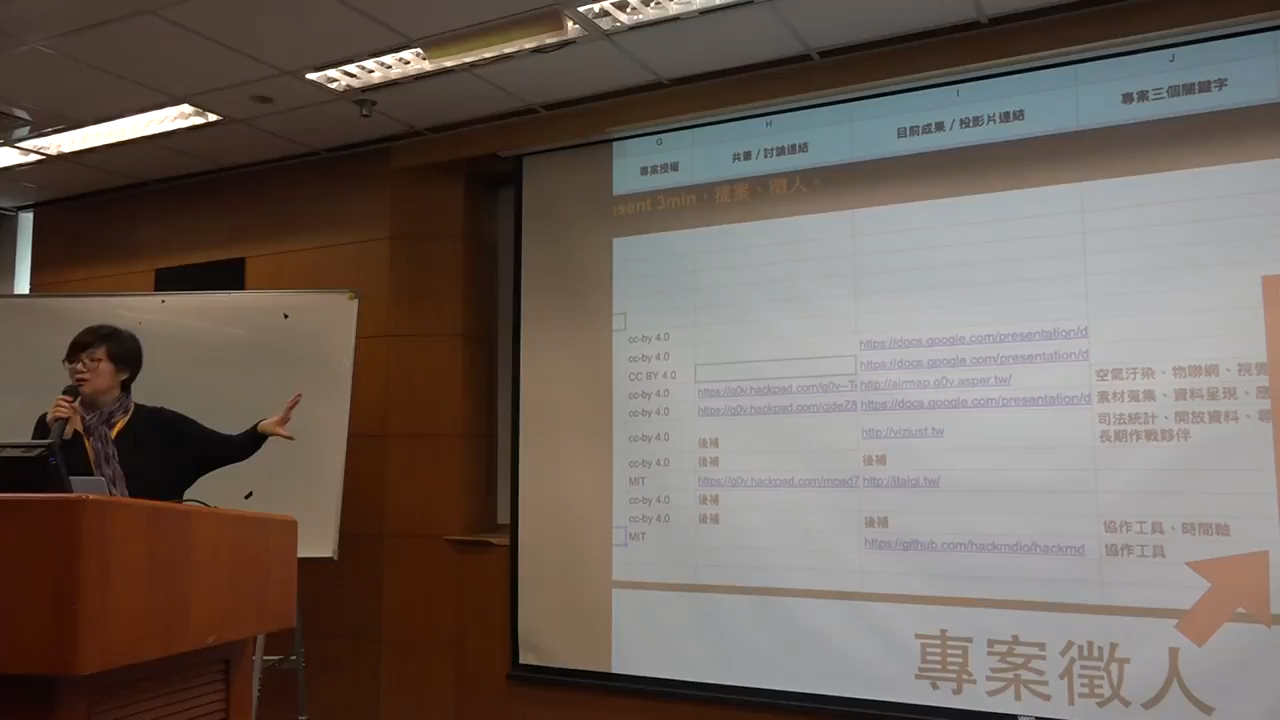 G H I J
專案授權 共筆 / 討論連結 目前成果 / 投影片連結 專案三個關鍵字
esent 3min，提案、徵人。
cc-by 4.0 https://docs.google.com/presentation/d
cc-by 4.0 https://docs.google.com/presentation/d
CC BY 4.0 空氣汙染、物聯網、視覺
cc-by 4.0 https://g0v.hackpad.com/g0v--T http://airmap.g0v.asper.tw/ 素材蒐集、資料呈現、應
cc-by 4.0 https://g0v.hackpad.com/cjdeZ8 https://docs.google.com/presentation/d 司法統計、開放資料、尋
長期作戰夥伴
cc-by 4.0 後補 http://vizjust.tw
cc-by 4.0 後補 後補
MIT https://g0v.hackpad.com/moed7 http://itaigi.tw/
cc-by 4.0 後補
cc-by 4.0 後補 後補 協作工具、時間軸
MIT https://github.com/hackmdio/hackmd 協作工具
專案徵人